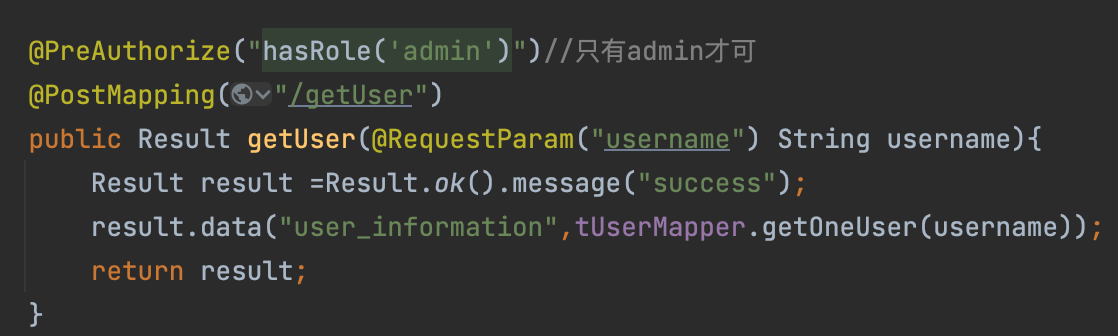 @PreAuthorize("hasRole('admin')")//只有admin才可
@PostMapping("/getUser")
public Result getUser(@RequestParam("username") String username){
Result result =Result.ok().message("success");
result.data("user_information",tUserMapper.getOneUser(username));
return result;
}